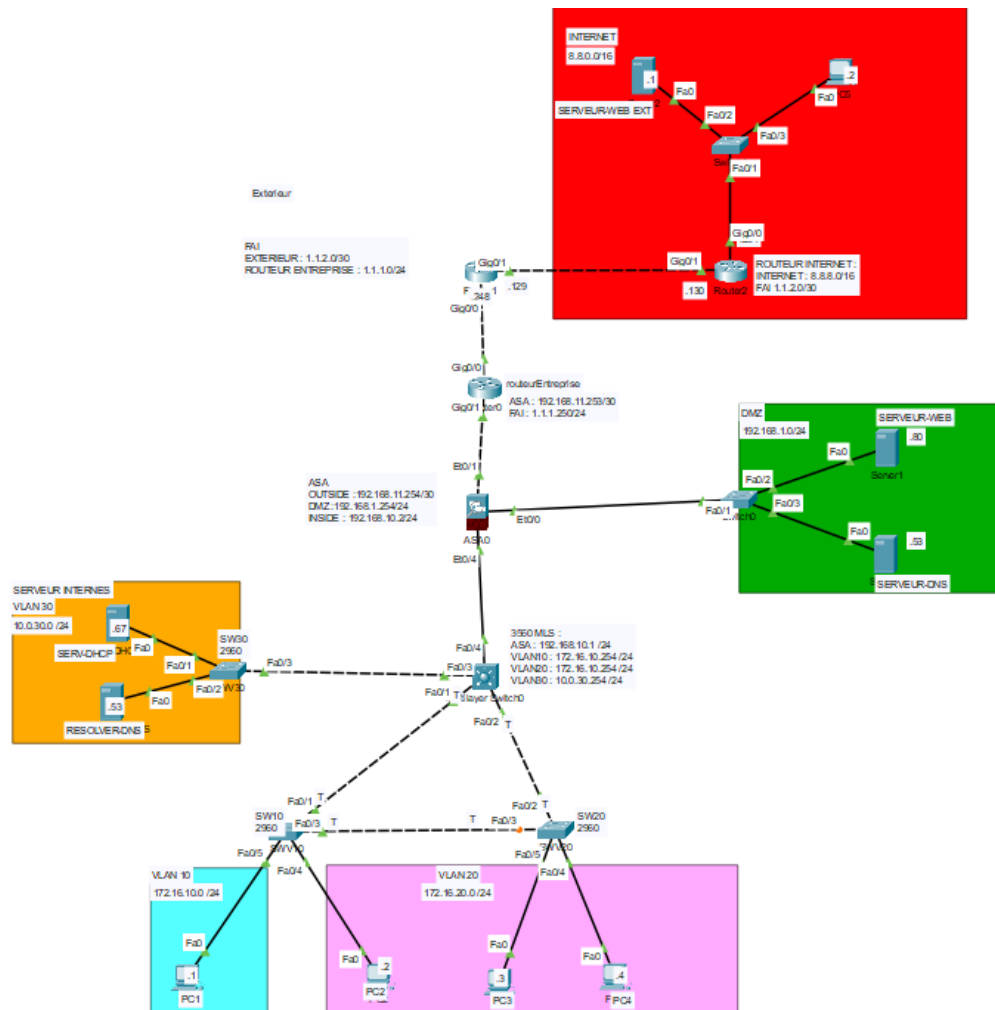 INTERNET
8.8.0.0/16
.1
.2
Fa0
Fa0
SERVEUR-WEB EXT
Fa0/2
Fa0/3
Fa0/1
Exterieur
Gig0/0
FAI
EXTERIEUR : 1.1.2.0/30
ROUTEUR ENTREPRISE : 1.1.1.0/24
Gig0/1
.129
.248
Gig0/0
Gig0/1
.130
Router2
ROUTEUR INTERNET :
INTERNET : 8.8.8.0/16
FAI 1.1.2.0/30
Gig0/0
Gig0/1
routeurEntreprise
ASA : 192.168.11.253/30
FAI : 1.1.1.250/24
DMZ
192.168.1.0/24
SERVEUR-WEB
.80
Fa0
Server1
Fa0/2
Fa0/3
Fa0/1
Fa0
.53
SERVEUR-DNS
ASA
OUTSIDE :192.168.11.254/30
DMZ:192.168.1.254/24
INSIDE : 192.168.10.2/24
Et0/1
Et0/0
ASA0
Et0/4
SERVEUR INTERNES
VLAN 30
10.0.30.0 /24
.67
SERV-DHCP
Fa0
Fa0/1
SW30
2960
Fa0/3
Fa0/2
Fa0
.53
RESOLVER-DNS
3560 MLS :
ASA : 192.168.10.1 /24
VLAN10 : 172.16.10.254 /24
VLAN20 : 172.16.10.254 /24
VLAN30 : 10.0.30.254 /24
Fa0/4
Fa0/3
Fa0/1
T
Fa0/2
T
Fa0/1
T
Fa0/2
T
SW10
2960
Fa0/3
T
T
Fa0/3
SW20
2960
Fa0/5
Fa0/4
Fa0/5
Fa0/4
VLAN 10
172.16.10.0 /24
VLAN 20
172.16.20.0 /24
Fa0
Fa0
Fa0
Fa0
.1
PC1
.2
PC2
.3
PC3
.4
PC4